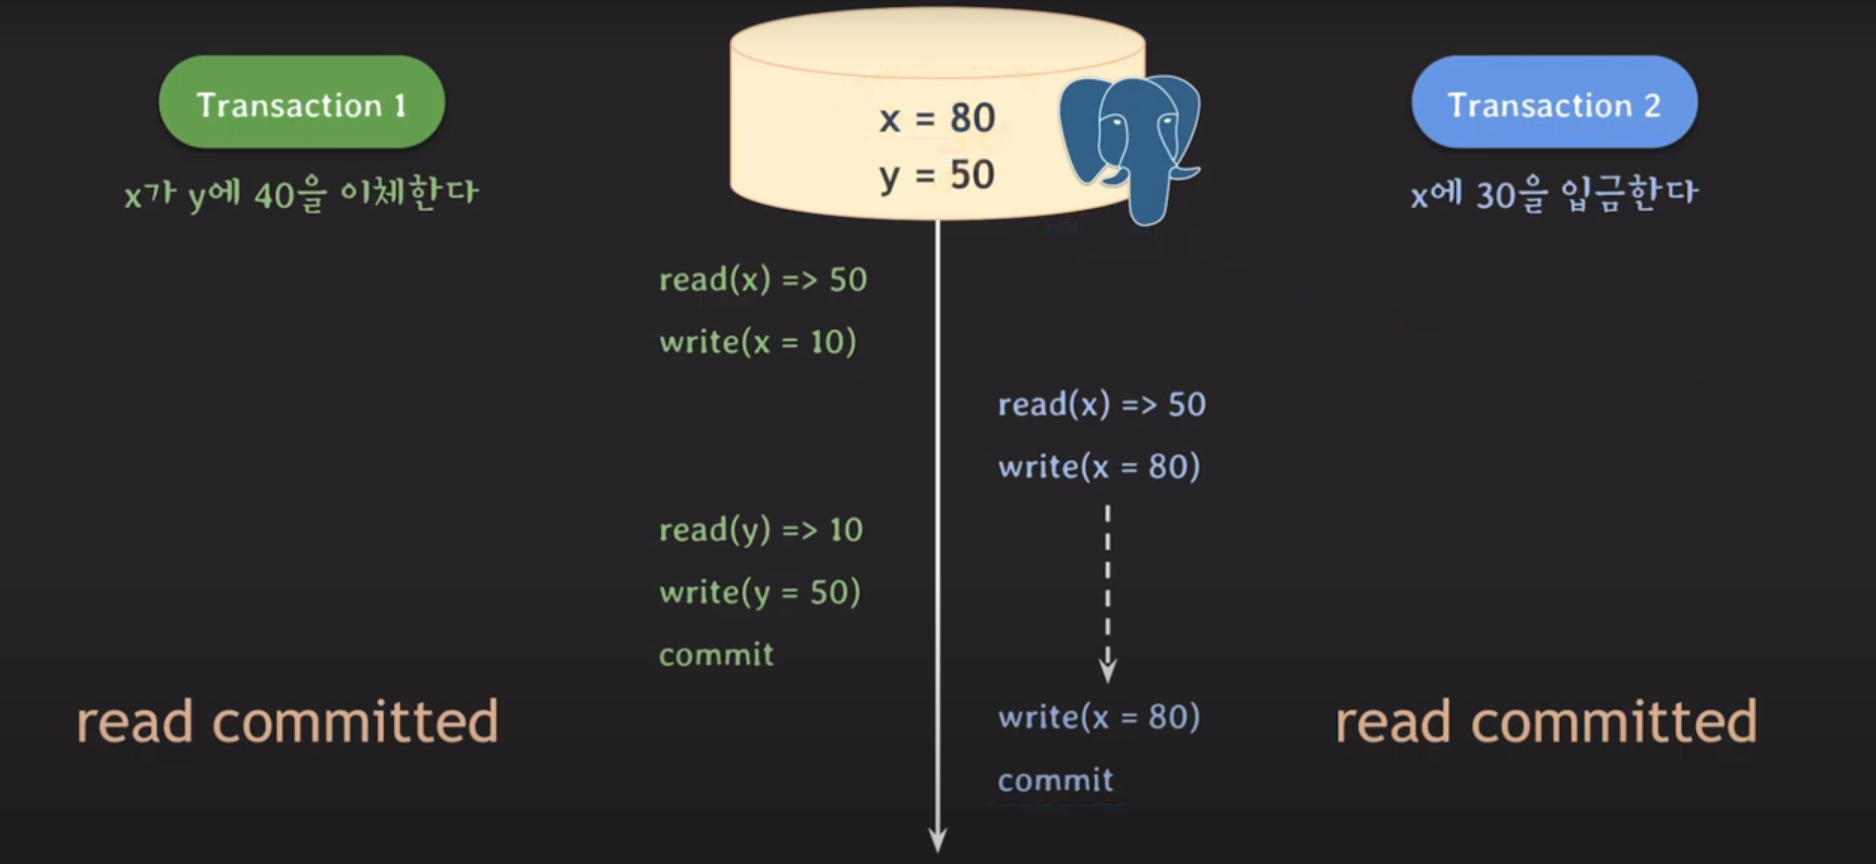 Transaction 1
x가 y에 40을 이체한다
x = 80
y = 50
Transaction 2
x에 30을 입금한다
read(x) => 50
write(x = 10)
read(x) => 50
write(x = 80)
read(y) => 10
write(y = 50)
commit
write(x = 80)
commit
read committed
read committed